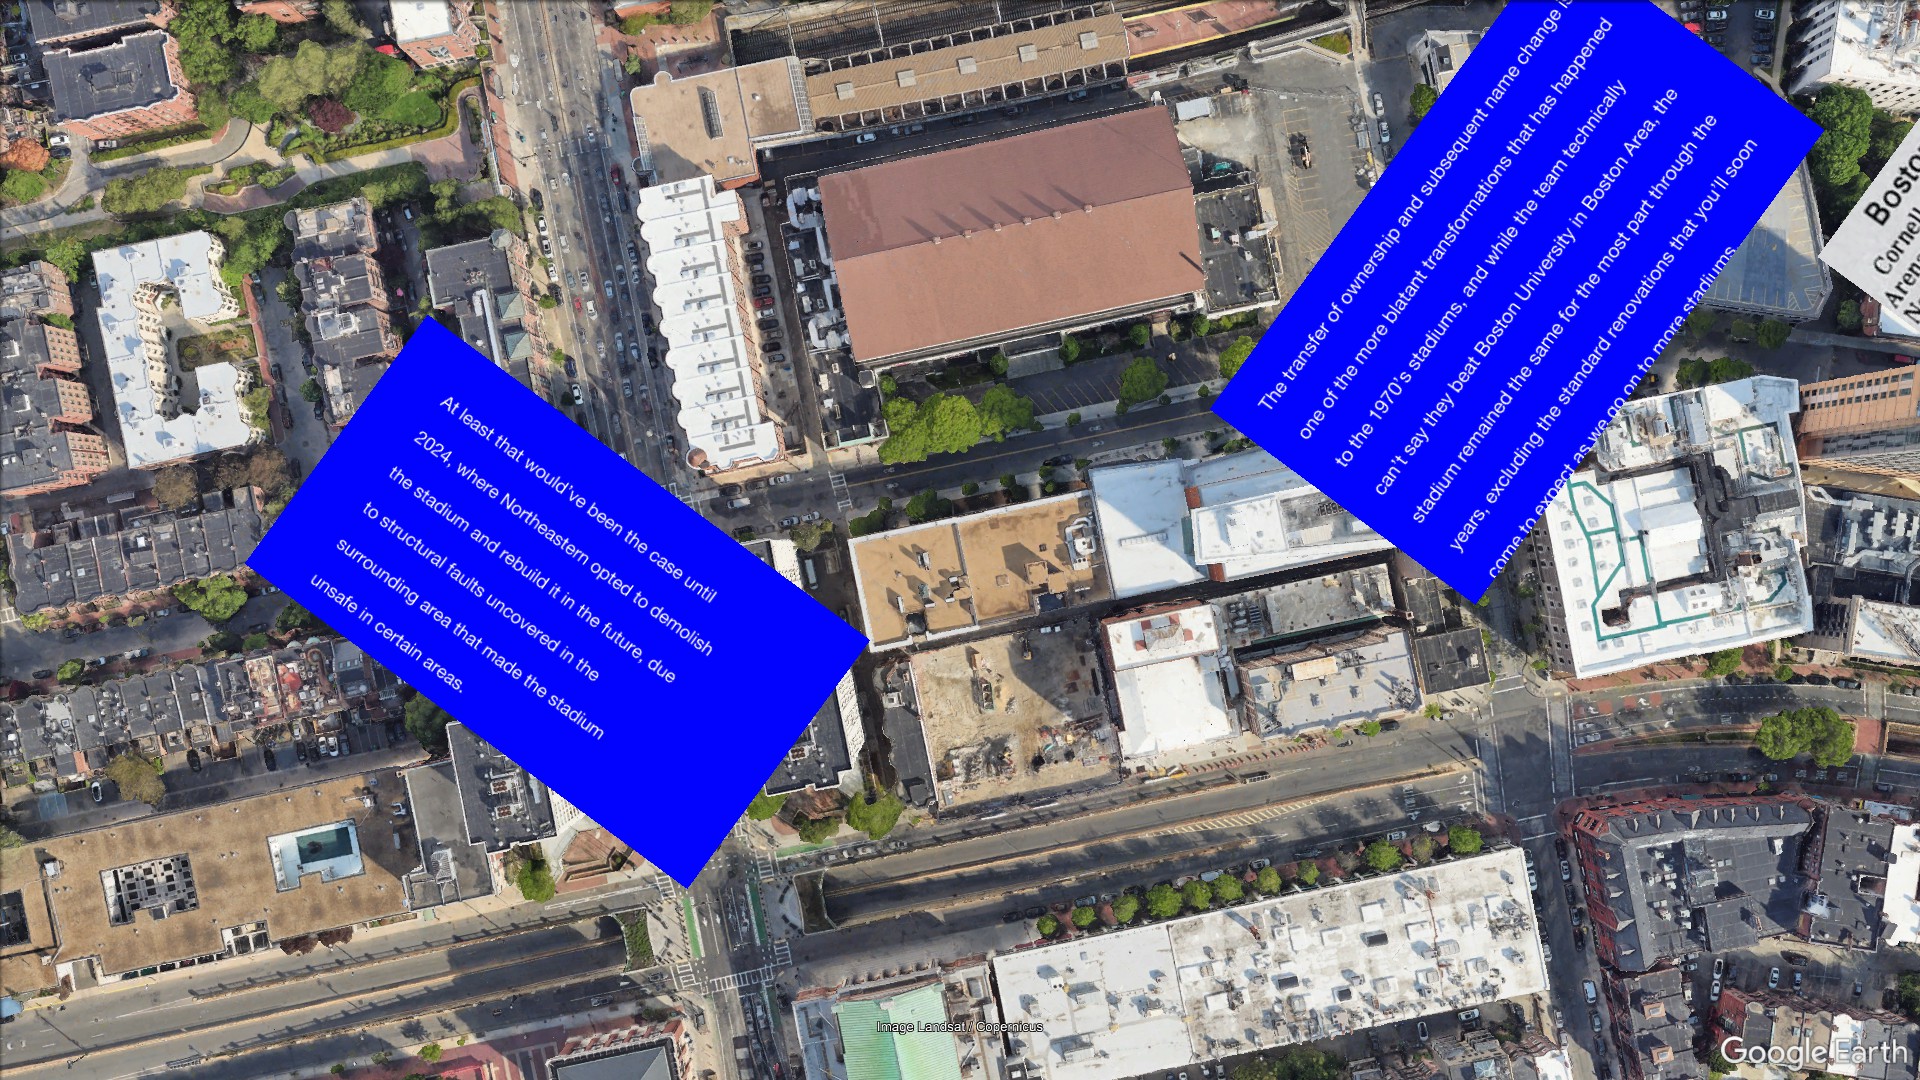 At least that would've been the case until
2024, where Northeastern opted to demolish
the stadium and rebuild it in the future, due
to structural faults uncovered in the
surrounding area that made the stadium
unsafe in certain areas.
The transfer of ownership and subsequent name change is
one of the more blatant transformations that has happened
to the 1970's stadiums, and while the team technically
can't say they beat Boston University in Boston Area, the
stadium remained the same for the most part through the
years, excluding the standard renovations that you'll soon
come to expect as we go on to more stadiums.
Cornell
Image Landsat / Copernicus
Google Earth